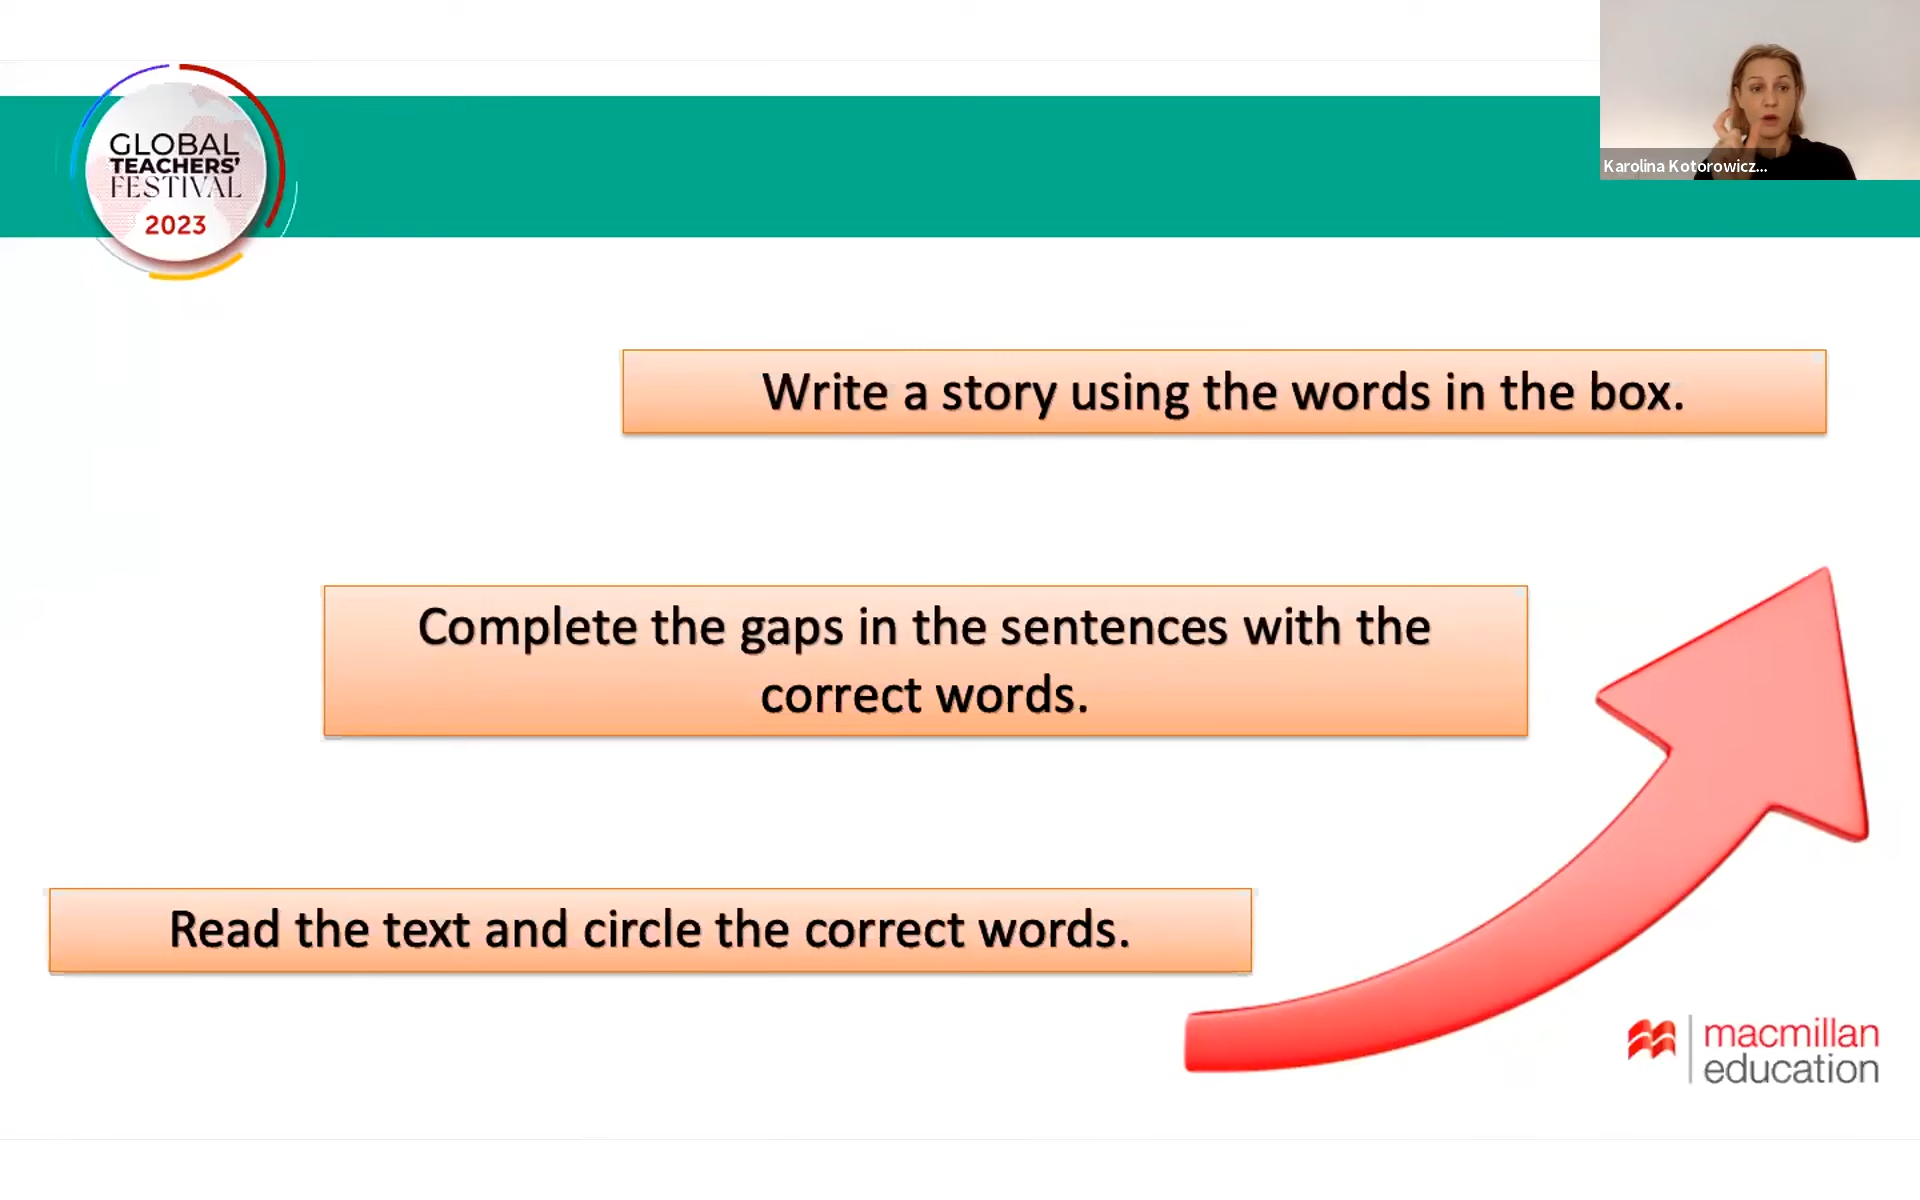 GLOBAL
TEACHERS'
FESTIVAL
2023
Karolina Kotorowicz...
Write a story using the words in the box.
Complete the gaps in the sentences with the
correct words.
Read the text and circle the correct words.
macmillan
education